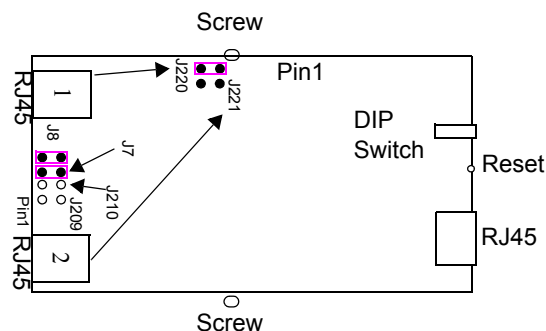 Screw
Pin1
J220
J221
RJ45
1
J8
J7
J210
J209
Pin1
RJ45
2
DIP
Switch
Reset
RJ45
Screw